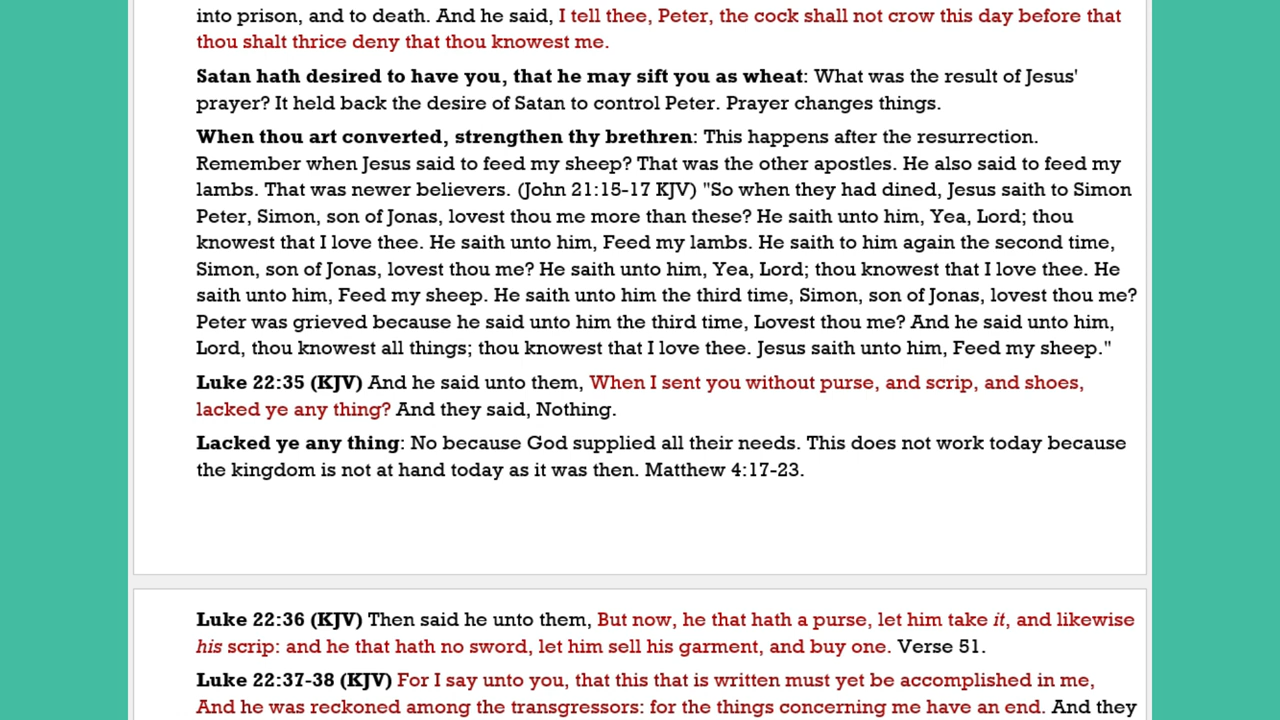 into prison, and to death. And he said, I tell thee, Peter, the cock shall not crow this day before that
thou shalt thrice deny that thou knowest me.
Satan hath desired to have you, that he may sift you as wheat: What was the result of Jesus'
prayer? It held back the desire of Satan to control Peter. Prayer changes things.
When thou art converted, strengthen thy brethren: This happens after the resurrection.
Remember when Jesus said to feed my sheep? That was the other apostles. He also said to feed my
lambs. That was newer believers. (John 21:15-17 KJV) "So when they had dined, Jesus saith to Simon
Peter, Simon, son of Jonas, lovest thou me more than these? He saith unto him, Yea, Lord; thou
knowest that I love thee. He saith unto him, Feed my lambs. He saith to him again the second time,
Simon, son of Jonas, lovest thou me? He saith unto him, Yea, Lord; thou knowest that I love thee. He
saith unto him, Feed my sheep. He saith unto him the third time, Simon, son of Jonas, lovest thou me?
Peter was grieved because he said unto him the third time, Lovest thou me? And he said unto him,
Lord, thou knowest all things; thou knowest that I love thee. Jesus saith unto him, Feed my sheep."
Luke 22:35 (KJV) And he said unto them, When I sent you without purse, and scrip, and shoes,
lacked ye any thing? And they said, Nothing.
Lacked ye any thing: No because God supplied all their needs. This does not work today because
the kingdom is not at hand today as it was then. Matthew 4:17-23.
Luke 22:36 (KJV) Then said he unto them, But now, he that hath a purse, let him take it, and likewise
his scrip: and he that hath no sword, let him sell his garment, and buy one. Verse 51.
Luke 22:37-38 (KJV) For I say unto you, that this that is written must yet be accomplished in me,
And he was reckoned among the transgressors: for the things concerning me have an end. And they